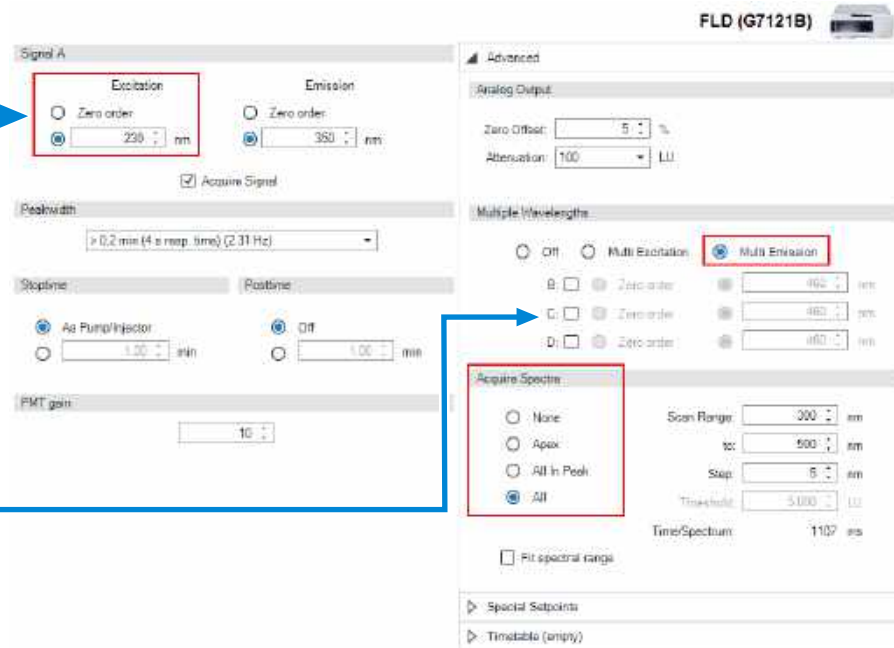 FLD (G7121B)
Signal A
Excitation
Emission
Zero order
Zero order
230 nm
350 nm
Acquire Signal
Peakwidth
> 0.2 min (4 s resp. time) (2.31 Hz)
Stoptime
Posttime
As Pump/Injector
Off
1.00 min
1.00 min
PMT gain
10
Advanced
Analog Output
Zero Offset: 5 %
Attenuation: 100 LU
Multiple Wavelengths
Off Multi Excitation Multi Emission
B: Zero order 460 nm
C: Zero order 460 nm
D: Zero order 460 nm
Acquire Spectra
None
Apex
All In Peak
All
Scan Range: 300 nm
to: 500 nm
Step: 5 nm
Threshold: 5.000 LU
Time/Spectrum: 1107 ms
Fit spectral range
Special Setpoints
Timetable (empty)